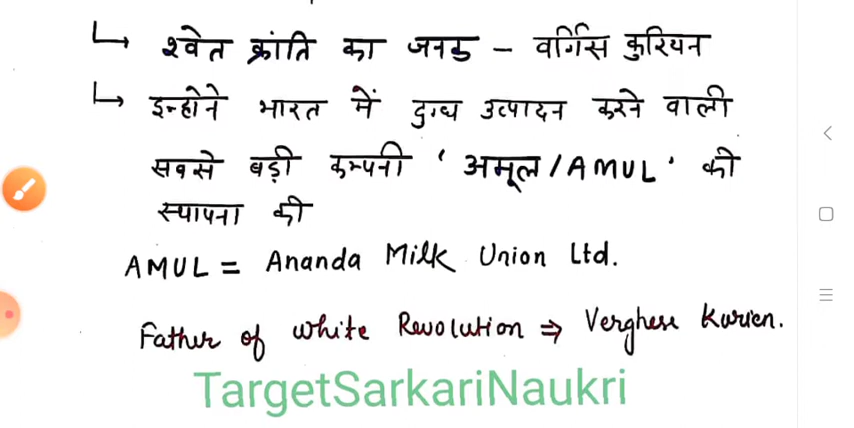 ↳ श्वेत क्रांति का जनक – वर्गिस कुरियन
↳ इन्होने भारत में दुग्ध उत्पादन करने वाली
सबसे बड़ी कम्पनी ' अमूल/AMUL ' की
स्थापना की
AMUL = Ananda Milk Union Ltd.
Father of white Revolution ⇒ Verghese Kurien.
TargetSarkariNaukri